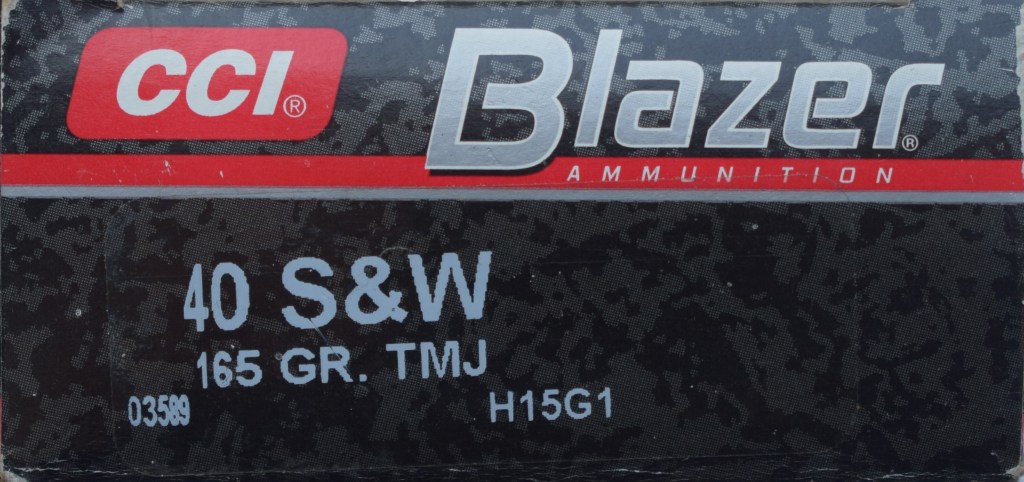 CCI®
Blazer®
AMMUNITION
40 S&W
165 GR. TMJ
03589
H15G1